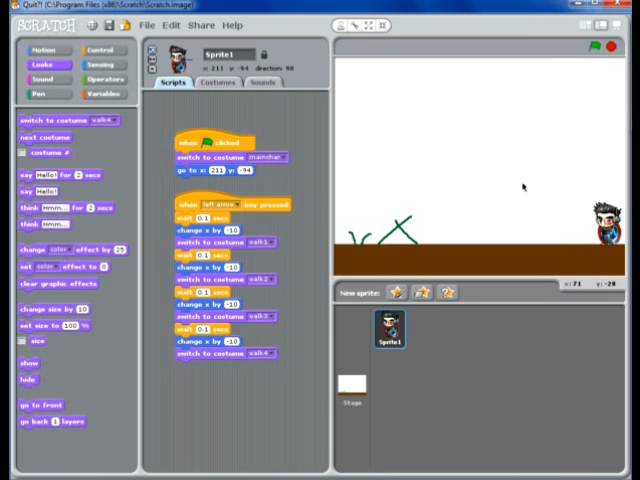 Quit?! (C:\Program Files (x86)\Scratch\Scratch.image)
SCRATCH File Edit Share Help
Motion Control
Looks Sensing
Sound Operators
Pen Variables
Sprite1
x: 211 y: -94 direction: 90
Scripts Costumes Sounds
switch to costume walk4
next costume
costume #
say Hello! for 2 secs
say Hello!
think Hmm... for 2 secs
think Hmm...
change color effect by 25
set color effect to 0
clear graphic effects
change size by 10
set size to 100 %
size
show
hide
go to front
go back 1 layers
when clicked
switch to costume mainchar
go to x: 211 y: -94
when left arrow key pressed
wait 0.1 secs
change x by -10
switch to costume walk1
wait 0.1 secs
change x by -10
switch to costume walk2
wait 0.1 secs
change x by -10
switch to costume walk3
wait 0.1 secs
change x by -10
switch to costume walk4
x: 71 y: -20
New sprite:
Sprite1
Stage